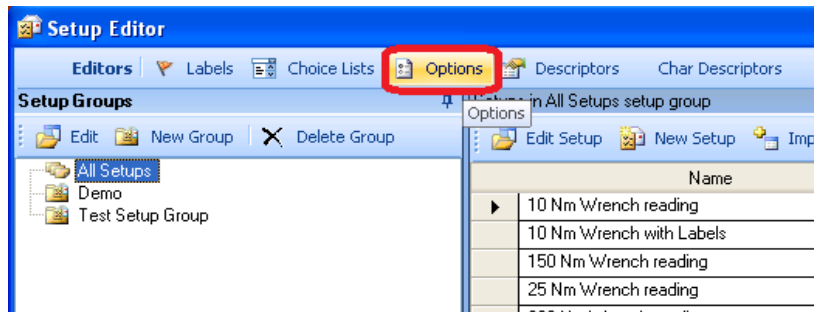 Setup Editor
Editors Labels Choice Lists Options Descriptors Char Descriptors
Setup Groups
in All Setups setup group
Options
Edit New Group Delete Group
Edit Setup New Setup
All Setups
Demo
Test Setup Group
Name
10 Nm Wrench reading
10 Nm Wrench with Labels
150 Nm Wrench reading
25 Nm Wrench reading